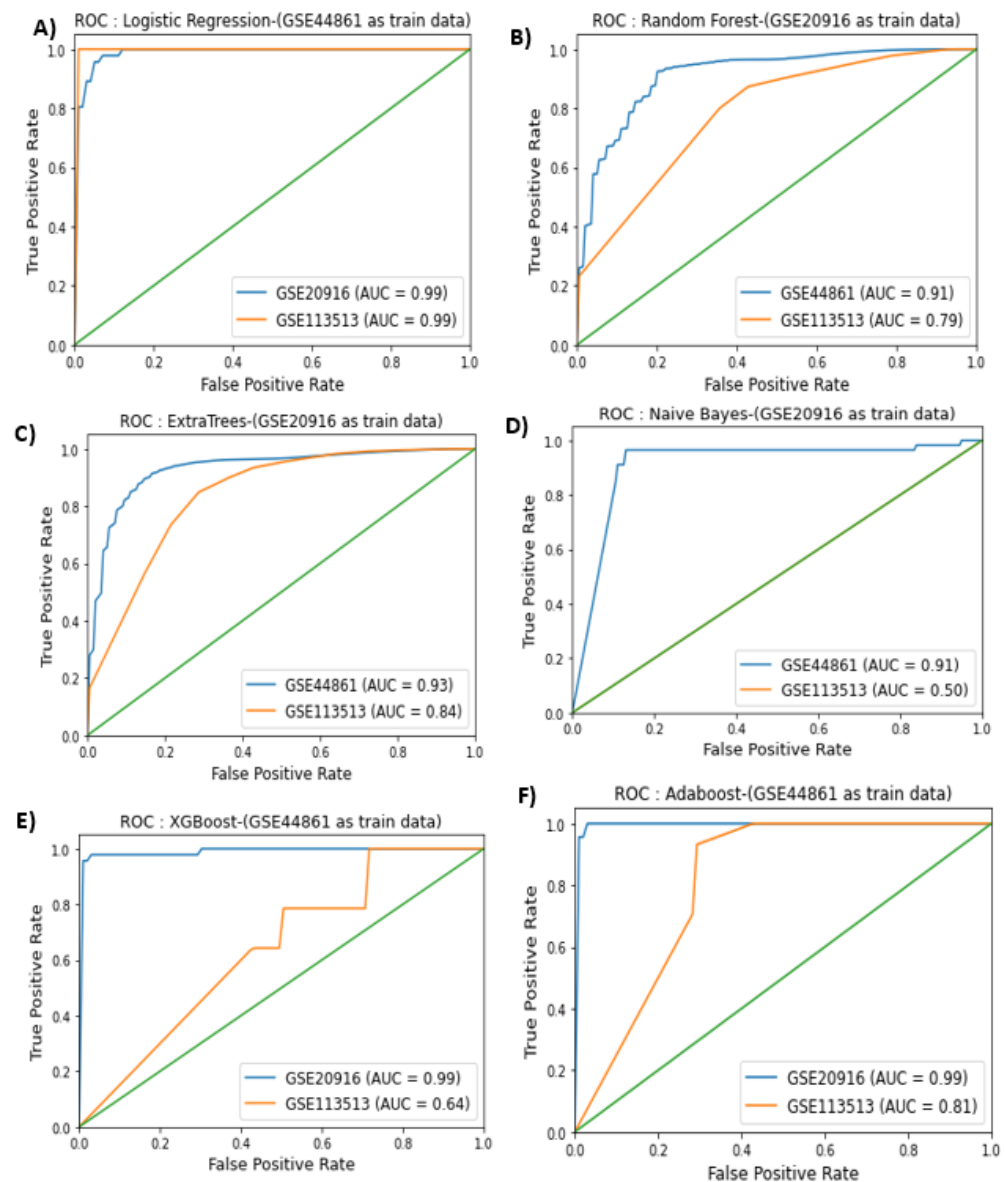 A)
ROC : Logistic Regression-(GSE44861 as train data)
True Positive Rate
1.0
0.8
0.6
0.4
0.2
0.0
GSE20916 (AUC = 0.99)
GSE113513 (AUC = 0.99)
0.0 0.2 0.4 0.6 0.8 1.0
False Positive Rate
B)
ROC : Random Forest-(GSE20916 as train data)
True Positive Rate
1.0
0.8
0.6
0.4
0.2
0.0
GSE44861 (AUC = 0.91)
GSE113513 (AUC = 0.79)
0.0 0.2 0.4 0.6 0.8 1.0
False Positive Rate
C)
ROC : ExtraTrees-(GSE20916 as train data)
True Positive Rate
1.0
0.8
0.6
0.4
0.2
0.0
GSE44861 (AUC = 0.93)
GSE113513 (AUC = 0.84)
0.0 0.2 0.4 0.6 0.8 1.0
False Positive Rate
D)
ROC : Naive Bayes-(GSE20916 as train data)
True Positive Rate
1.0
0.8
0.6
0.4
0.2
0.0
GSE44861 (AUC = 0.91)
GSE113513 (AUC = 0.50)
0.0 0.2 0.4 0.6 0.8 1.0
False Positive Rate
E)
ROC : XGBoost-(GSE44861 as train data)
True Positive Rate
1.0
0.8
0.6
0.4
0.2
0.0
GSE20916 (AUC = 0.99)
GSE113513 (AUC = 0.64)
0.0 0.2 0.4 0.6 0.8 1.0
False Positive Rate
F)
ROC : Adaboost-(GSE44861 as train data)
True Positive Rate
1.0
0.8
0.6
0.4
0.2
0.0
GSE20916 (AUC = 0.99)
GSE113513 (AUC = 0.81)
0.0 0.2 0.4 0.6 0.8 1.0
False Positive Rate